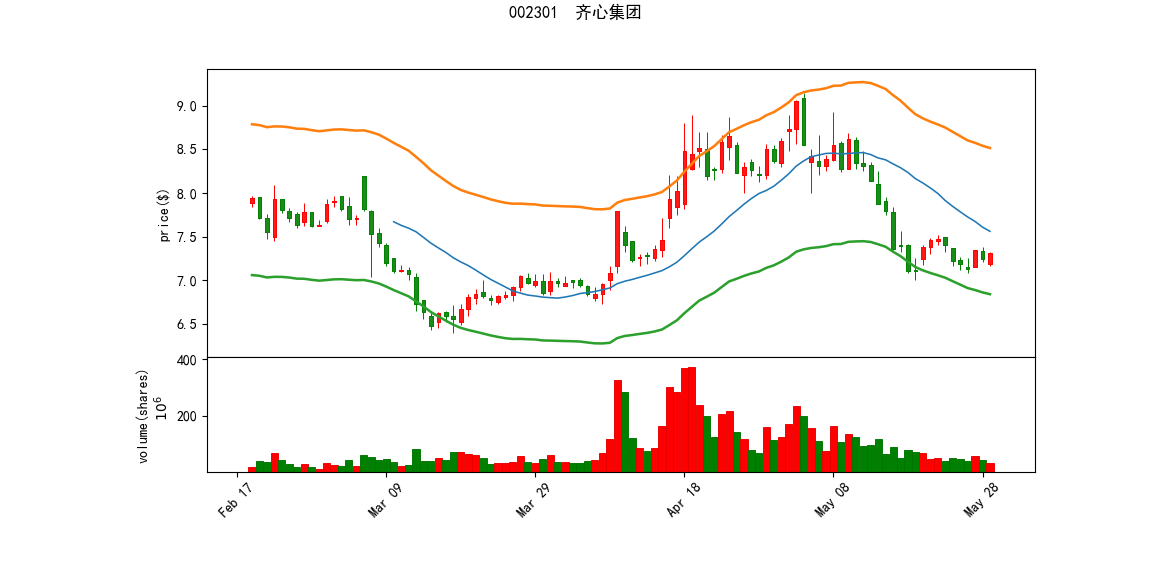 002301  齐心集团
price($)
9.0
8.5
8.0
7.5
7.0
6.5
volume(shares)
10^6
400
200
Feb 17
Mar 09
Mar 29
Apr 18
May 08
May 28